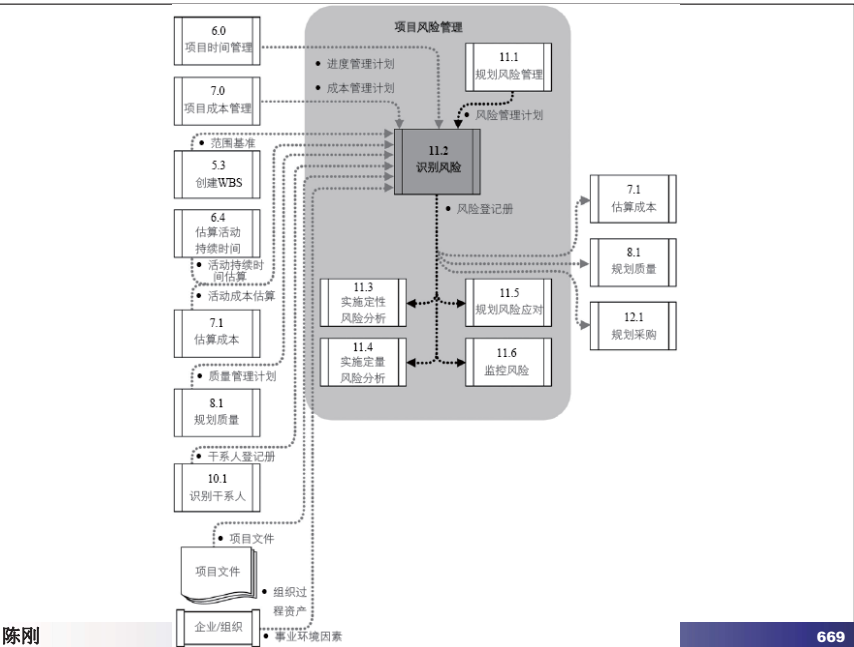 项目风险管理
6.0
项目时间管理
• 进度管理计划
11.1
规划风险管理
7.0
项目成本管理
• 成本管理计划
• 风险管理计划
• 范围基准
5.3
创建WBS
11.2
识别风险
6.4
估算活动
持续时间
• 风险登记册
7.1
估算成本
8.1
规划质量
12.1
规划采购
• 活动持续时
间估算
• 活动成本估算
7.1
估算成本
11.3
实施定性
风险分析
11.5
规划风险应对
11.4
实施定量
风险分析
11.6
监控风险
• 质量管理计划
8.1
规划质量
• 干系人登记册
10.1
识别干系人
• 项目文件
项目文件
• 组织过
程资产
企业/组织
• 事业环境因素
陈刚
669